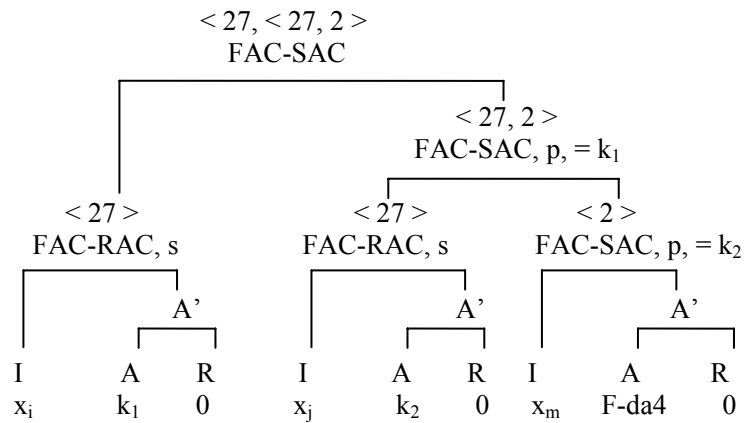 < 27, < 27, 2 >
FAC-SAC
< 27, 2 >
FAC-SAC, p, = k₁
< 27 > < 27 > < 2 >
FAC-RAC, s FAC-RAC, s FAC-SAC, p, = k₂
A’ A’ A’
I A R I A R I A R
xᵢ k₁ 0 xⱼ k₂ 0 xₘ F-da4 0